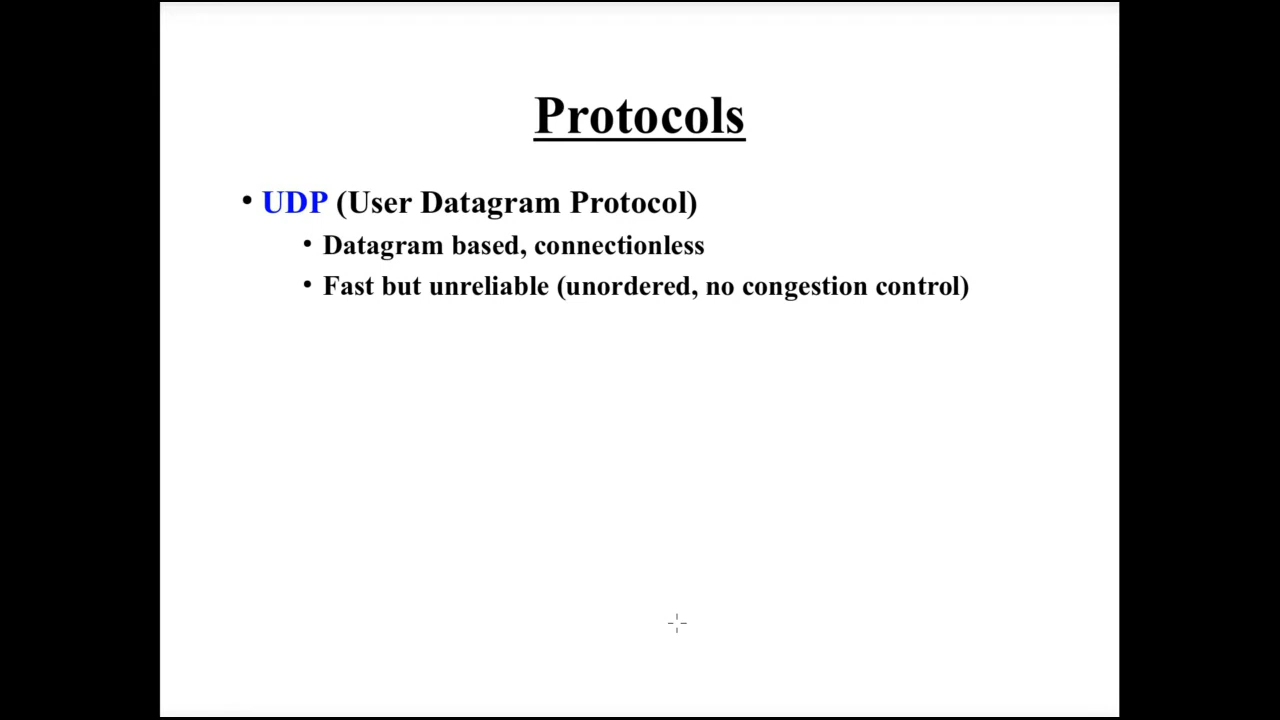 Protocols
• UDP (User Datagram Protocol)
• Datagram based, connectionless
• Fast but unreliable (unordered, no congestion control)